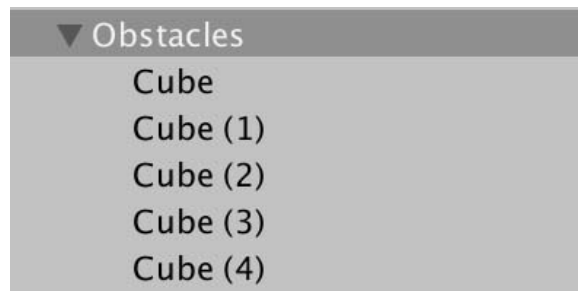 Obstacles
Cube
Cube (1)
Cube (2)
Cube (3)
Cube (4)